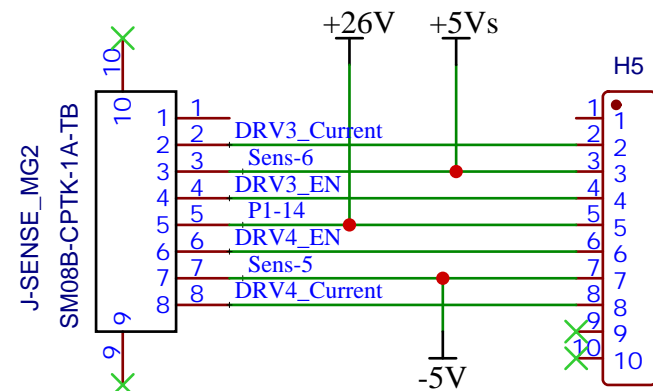 +26V
+5Vs
H5
J-SENSE_MG2
SM08B-CPTK-1A-TB
10
10
1 1
2 2 DRV3_Current
3 3 Sens-6
4 4 DRV3_EN
5 5 P1-14
6 6 DRV4_EN
7 7 Sens-5
8 8 DRV4_Current
9
9
1 1
2 2
3 3
4 4
5 5
6 6
7 7
8 8
9 9
10 10
-5V